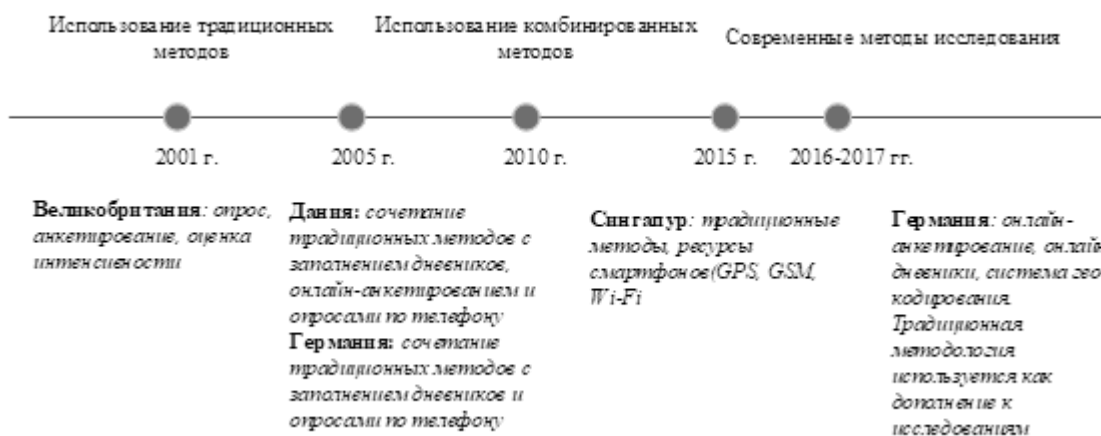 Использование традиционных
методов
Использование комбинированных
методов
Современные методы исследования
2001 г.
2005 г.
2010 г.
2015 г.
2016-2017 гг.
Великобритания: опрос,
анкетирование, оценка
интенсивности
Дания: сочетание
традиционных методов с
заполнением дневников,
онлайн-анкетированием и
опросами по телефону
Германия: сочетание
традиционных методов с
заполнением дневников и
опросами по телефону
Сингапур: традиционные
методы, ресурсы
смартфонов(GPS, GSM,
Wi-Fi
Германия: онлайн-
анкетирование, онлайн
дневники, система гео
кодирования.
Традиционная
методология
используется как
дополнение к
исследованиям